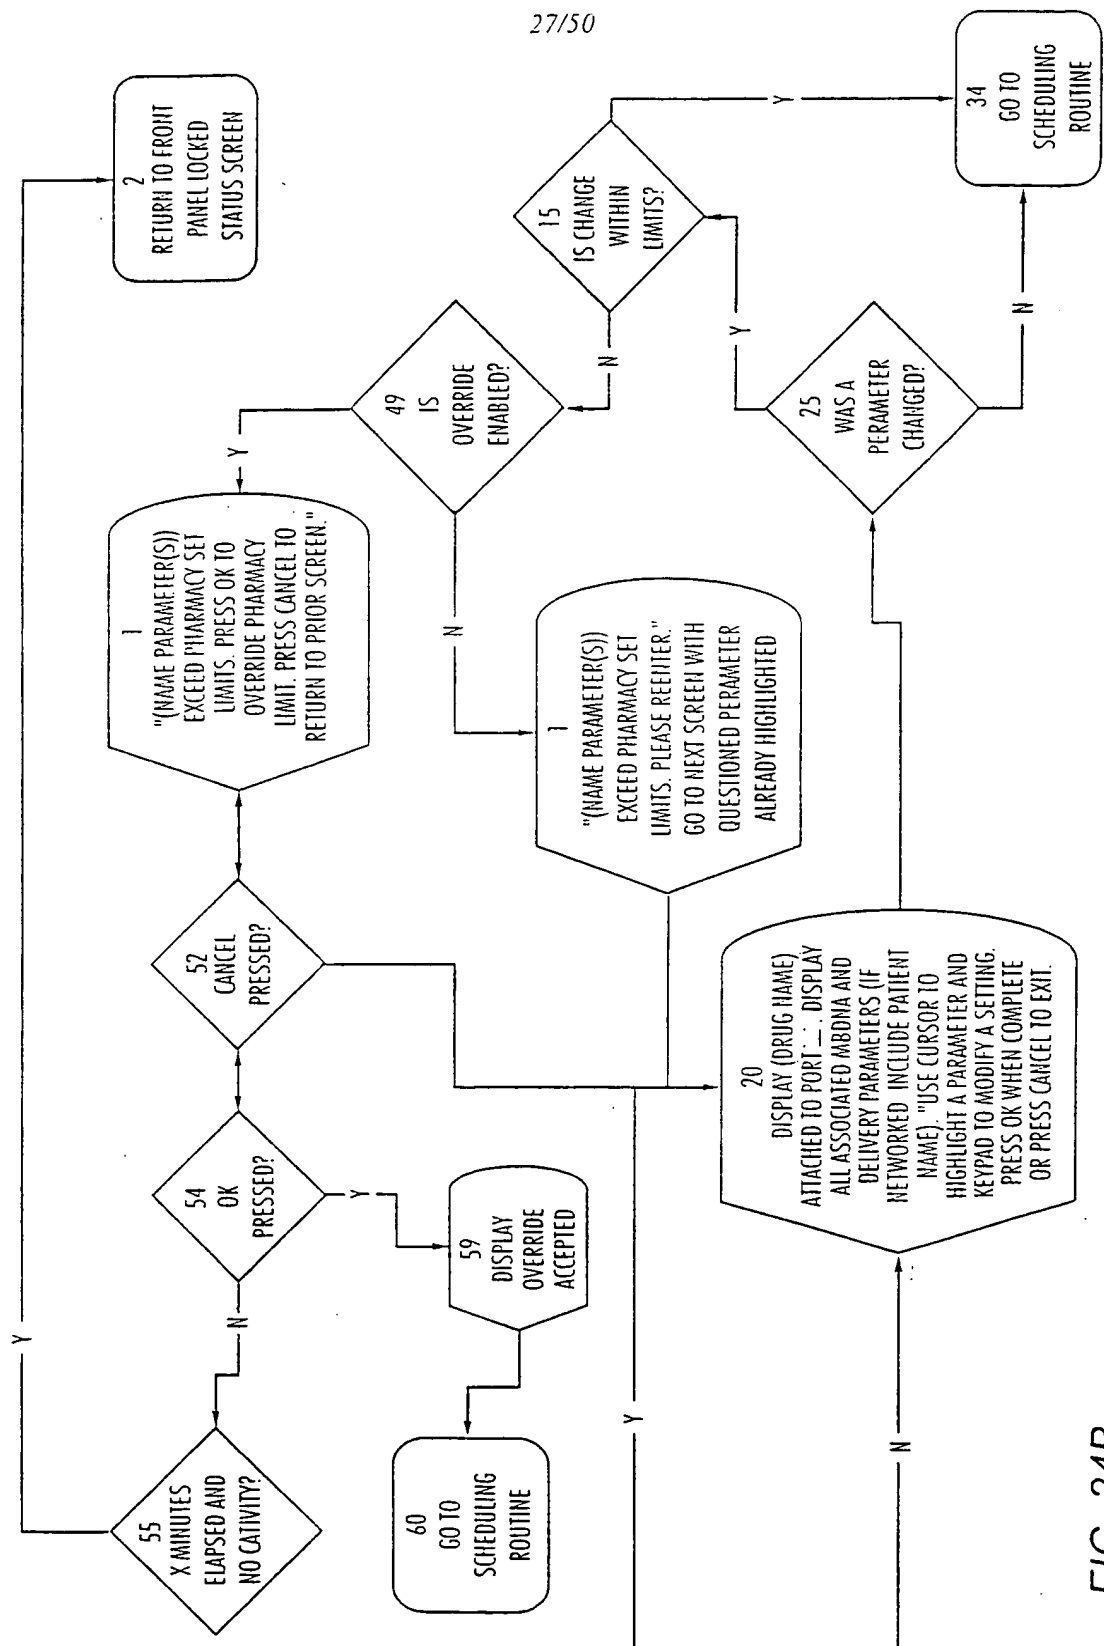 27/50
55
X MINUTES
ELAPSED AND
NO CATIVITY?
Y
2
RETURN TO FRONT
PANEL LOCKED
STATUS SCREEN
N
54
OK
PRESSED?
Y
52
CANCEL
PRESSED?
1
"(NAME PARAMETER(S))
EXCEED PHARMACY SET
LIMITS. PRESS OK TO
OVERRIDE PHARMACY
LIMIT. PRESS CANCEL TO
RETURN TO PRIOR SCREEN."
Y
49
IS
OVERRIDE
ENABLED?
N
N
15
IS CHANGE
WITHIN
LIMITS?
Y
34
GO TO
SCHEDULING
ROUTINE
60
GO TO
SCHEDULING
ROUTINE
59
DISPLAY
OVERRIDE
ACCEPTED
1
"(NAME PARAMETER(S))
EXCEED PHARMACY SET
LIMITS. PLEASE REENTER."
GO TO NEXT SCREEN WITH
QUESTIONED PERAMETER
ALREADY HIGHLIGHTED
Y
N
20
DISPLAY (DRUG NAME)
ATTACHED TO PORT __. DISPLAY
ALL ASSOCIATED MBDNA AND
DELIVERY PARAMETERS (IF
NETWORKED INCLUDE PATIENT
NAME). "USE CURSOR TO
HIGHLIGHT A PARAMETER AND
KEYPAD TO MODIFY A SETTING.
PRESS OK WHEN COMPLETE
OR PRESS CANCEL TO EXIT.
25
WAS A
PERAMETER
CHANGED?
Y
N
FIG. 24B